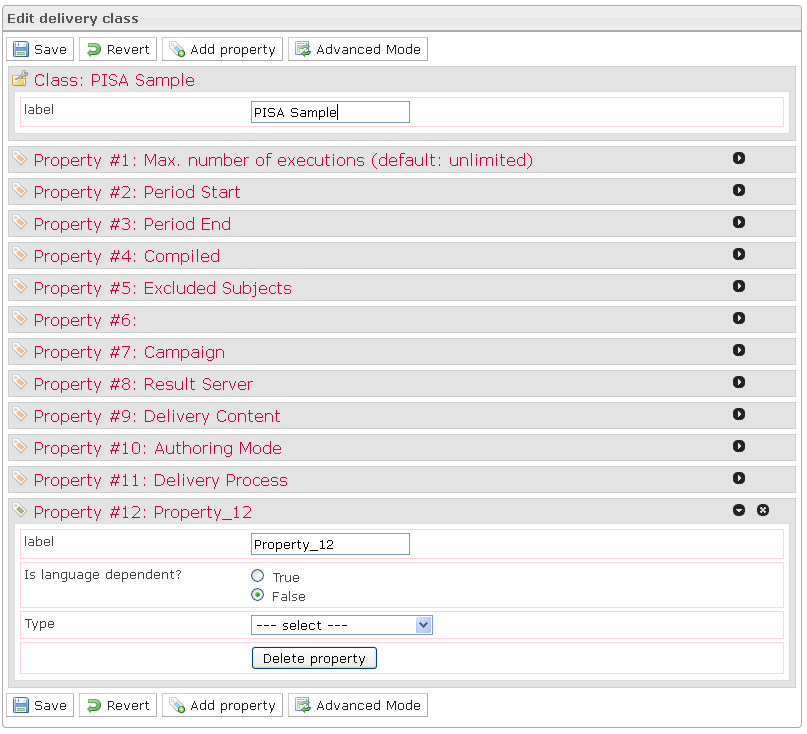 Edit delivery class
Save Revert Add property Advanced Mode
Class: PISA Sample
label PISA Sample
Property #1: Max. number of executions (default: unlimited)
Property #2: Period Start
Property #3: Period End
Property #4: Compiled
Property #5: Excluded Subjects
Property #6:
Property #7: Campaign
Property #8: Result Server
Property #9: Delivery Content
Property #10: Authoring Mode
Property #11: Delivery Process
Property #12: Property_12
label Property_12
Is language dependent? True
False
Type --- select ---
Delete property
Save Revert Add property Advanced Mode